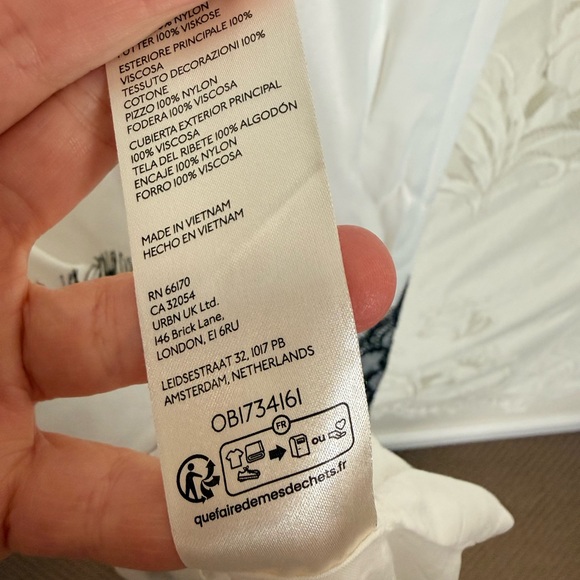 100% NYLON
FUTTER 100% VISKOSE
ESTERIORE PRINCIPALE 100%
VISCOSA
TESSUTO DECORAZIONI 100%
COTONE
PIZZO 100% NYLON
FODERA 100% VISCOSA
CUBIERTA EXTERIOR PRINCIPAL
100% VISCOSA
TELA DEL RIBETE 100% ALGODÓN
ENCAJE 100% NYLON
FORRO 100% VISCOSA
MADE IN VIETNAM
HECHO EN VIETNAM
RN 66170
CA 32054
URBN UK Ltd.
146 Brick Lane,
LONDON, E1 6RU
LEIDSESTRAAT 32, 1017 PB
AMSTERDAM, NETHERLANDS
OB1734161
FR
ou
quefairedemesdechets.fr